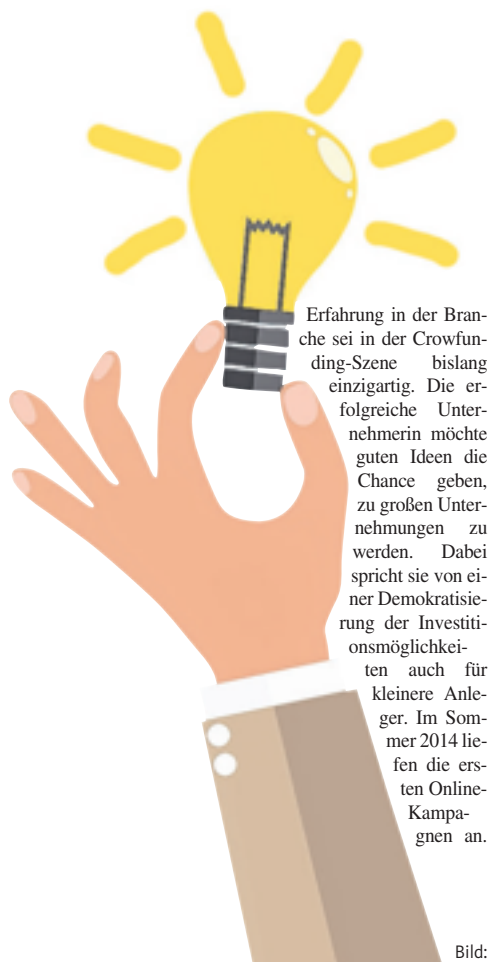 Erfahrung in der Bran-
che sei in der Crowfun-
ding-Szene bislang
einzigartig. Die er-
folgreiche Unter-
nehmerin möchte
guten Ideen die
Chance geben,
zu großen Unter-
nehmungen zu
werden. Dabei
spricht sie von ei-
ner Demokratisie-
rung der Investiti-
onsmöglichkei-
ten auch für
kleinere Anle-
ger. Im Som-
mer 2014 lie-
fen die ers-
ten Online-
Kampa-
gnen an.
Bild: